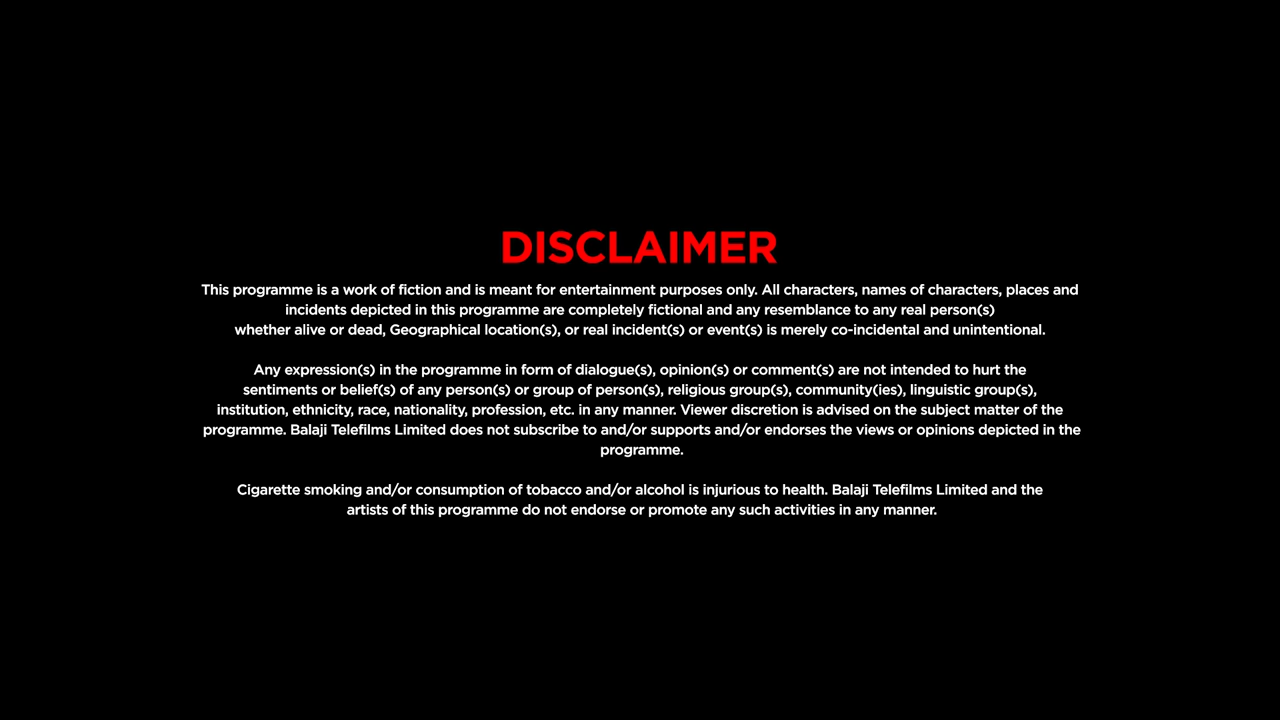 DISCLAIMER
This programme is a work of fiction and is meant for entertainment purposes only. All characters, names of characters, places and
incidents depicted in this programme are completely fictional and any resemblance to any real person(s)
whether alive or dead, Geographical location(s), or real incident(s) or event(s) is merely co-incidental and unintentional.
Any expression(s) in the programme in form of dialogue(s), opinion(s) or comment(s) are not intended to hurt the
sentiments or belief(s) of any person(s) or group of person(s), religious group(s), community(ies), linguistic group(s),
institution, ethnicity, race, nationality, profession, etc. in any manner. Viewer discretion is advised on the subject matter of the
programme. Balaji Telefilms Limited does not subscribe to and/or supports and/or endorses the views or opinions depicted in the
programme.
Cigarette smoking and/or consumption of tobacco and/or alcohol is injurious to health. Balaji Telefilms Limited and the
artists of this programme do not endorse or promote any such activities in any manner.